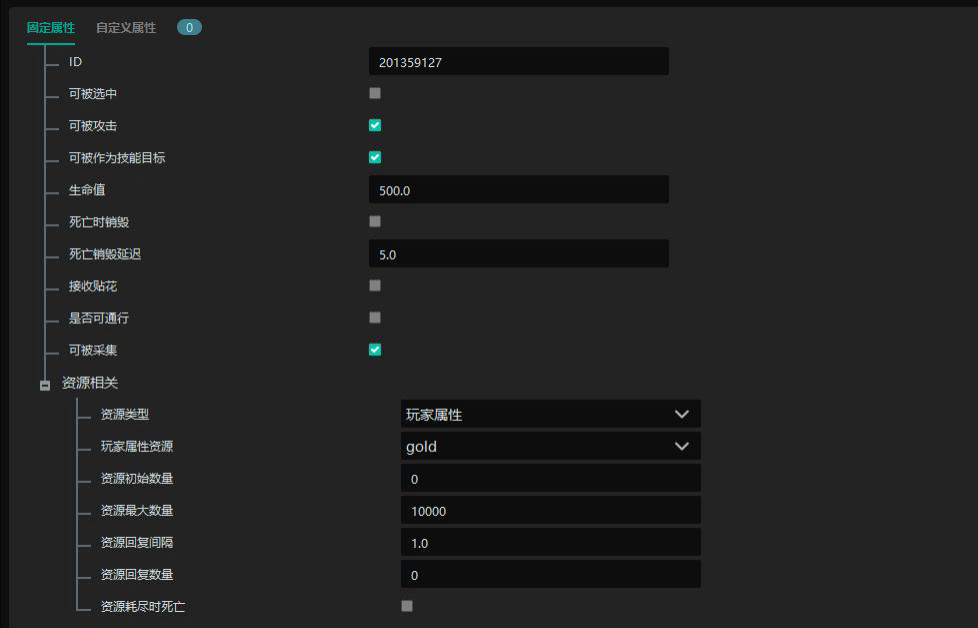 固定属性 自定义属性 0
ID 201359127
可被选中
可被攻击
可被作为技能目标
生命值 500.0
死亡时销毁
死亡销毁延迟 5.0
接收贴花
是否可通行
可被采集
资源相关
资源类型 玩家属性
玩家属性资源 gold
资源初始数量 0
资源最大数量 10000
资源回复间隔 1.0
资源回复数量 0
资源耗尽时死亡